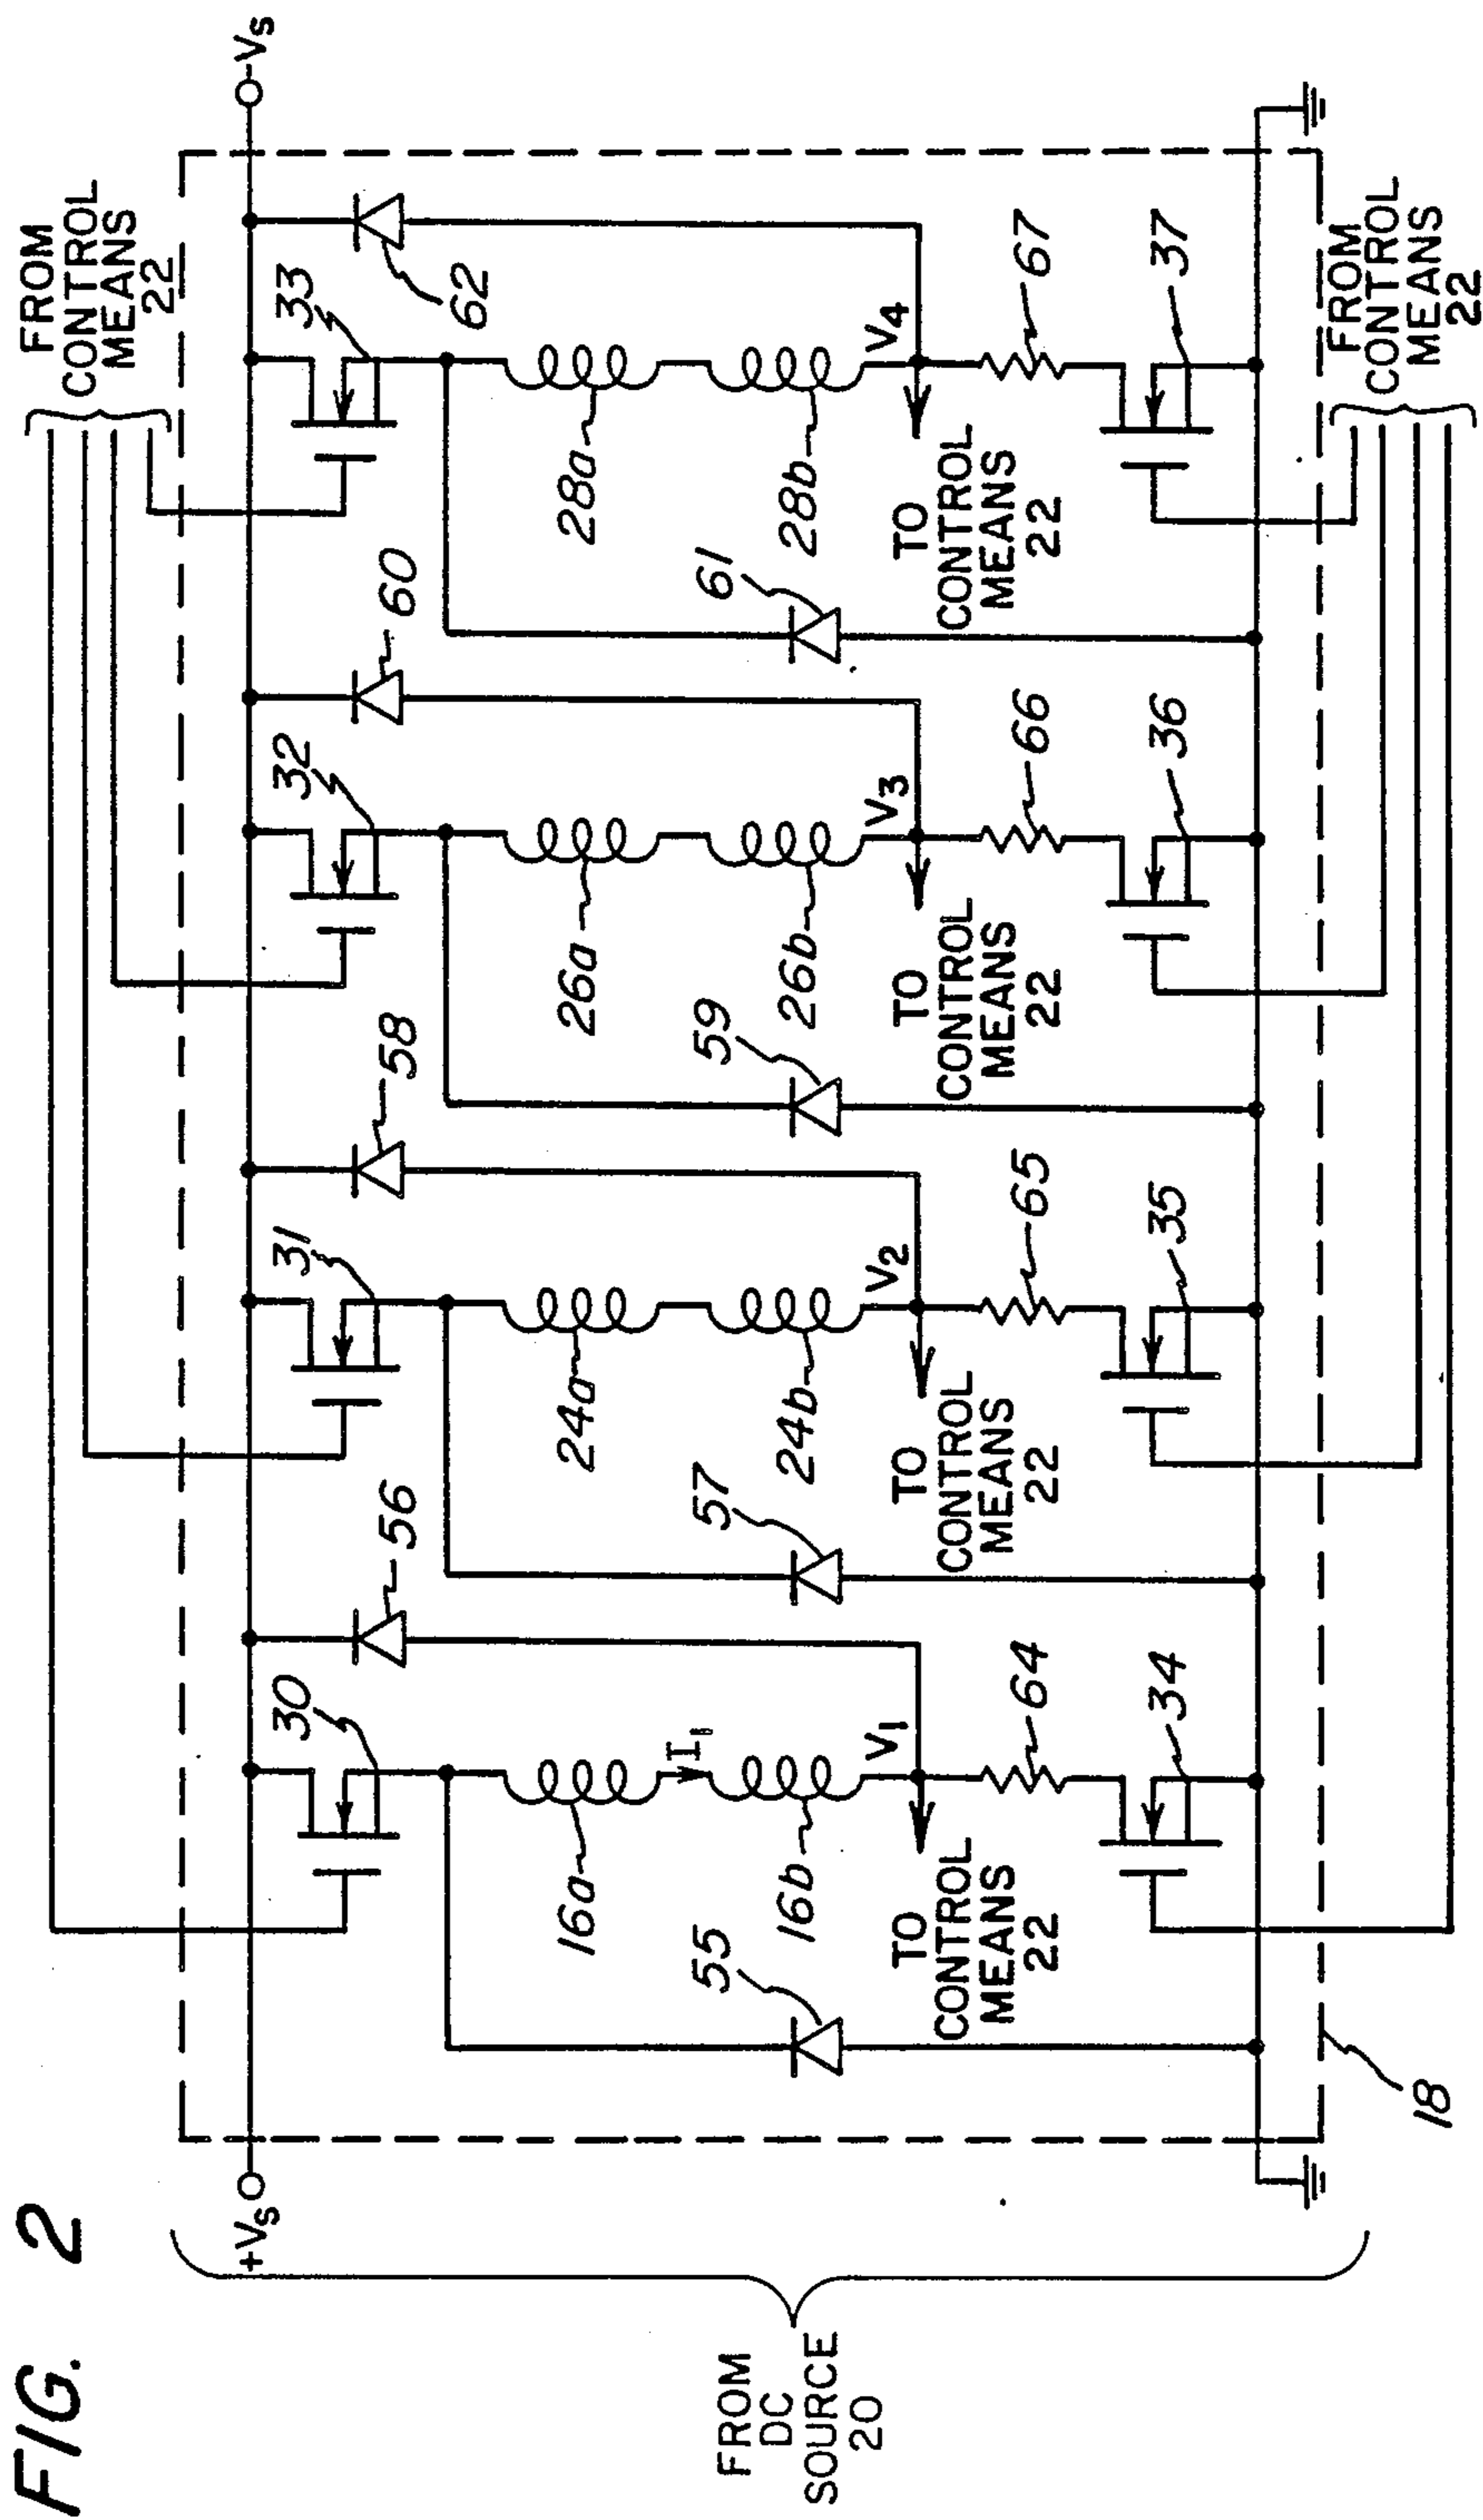 FIG. 2
FROM
CONTROL
MEANS
22
+Vs
-Vs
30
56
31
58
32
60
33
62
16a
24a
26a
28a
I1
55
16b
57
24b
59
26b
61
28b
V1
V2
V3
V4
TO
CONTROL
MEANS
22
TO
CONTROL
MEANS
22
TO
CONTROL
MEANS
22
TO
CONTROL
MEANS
22
64
65
66
67
34
35
36
37
FROM
DC
SOURCE
20
18
FROM
CONTROL
MEANS
22